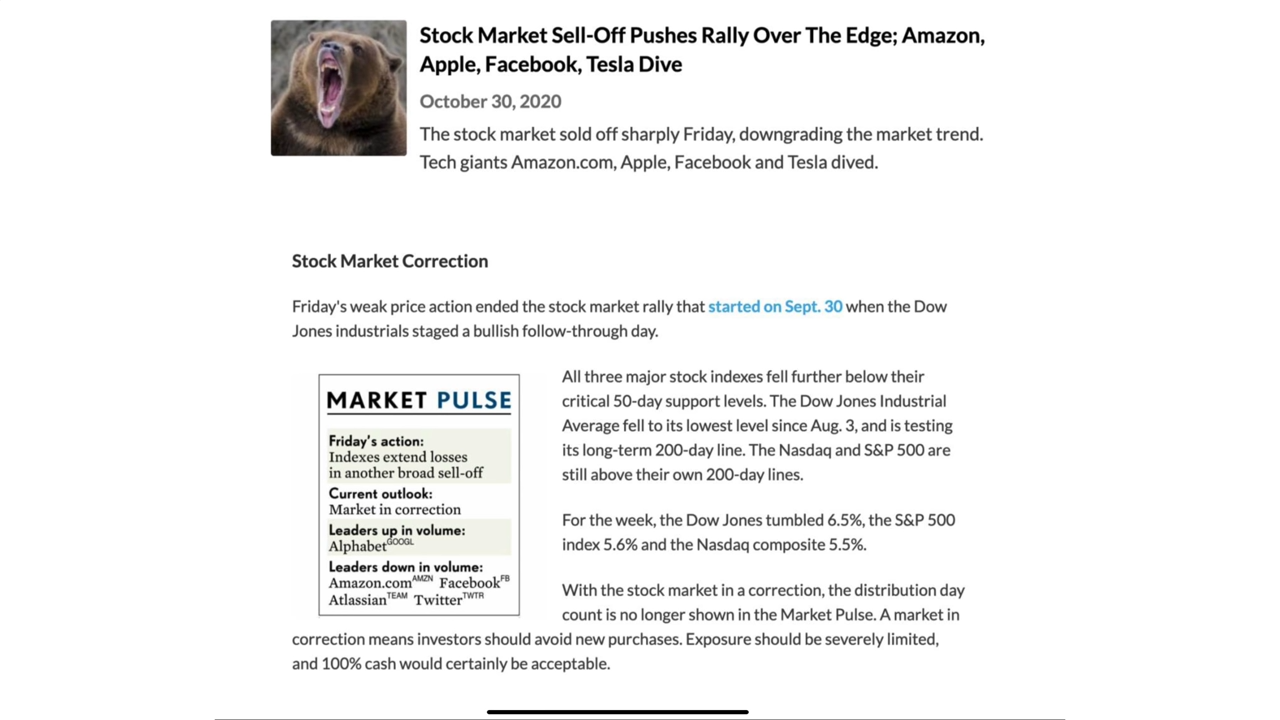 Stock Market Sell-Off Pushes Rally Over The Edge; Amazon,
Apple, Facebook, Tesla Dive
October 30, 2020
The stock market sold off sharply Friday, downgrading the market trend.
Tech giants Amazon.com, Apple, Facebook and Tesla dived.
Stock Market Correction
Friday's weak price action ended the stock market rally that started on Sept. 30 when the Dow
Jones industrials staged a bullish follow-through day.
MARKET PULSE
Friday's action:
Indexes extend losses
in another broad sell-off
Current outlook:
Market in correction
Leaders up in volume:
Alphabet GOOGL
Leaders down in volume:
Amazon.com AMZN Facebook FB
Atlassian TEAM Twitter TWTR
All three major stock indexes fell further below their
critical 50-day support levels. The Dow Jones Industrial
Average fell to its lowest level since Aug. 3, and is testing
its long-term 200-day line. The Nasdaq and S&P 500 are
still above their own 200-day lines.
For the week, the Dow Jones tumbled 6.5%, the S&P 500
index 5.6% and the Nasdaq composite 5.5%.
With the stock market in a correction, the distribution day
count is no longer shown in the Market Pulse. A market in
correction means investors should avoid new purchases. Exposure should be severely limited,
and 100% cash would certainly be acceptable.